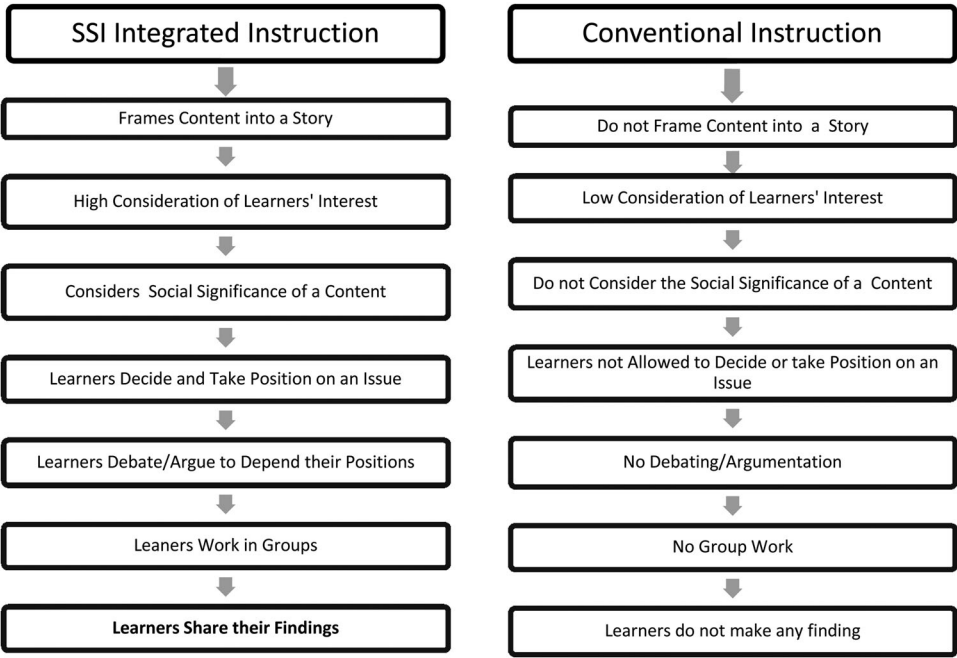 SSI Integrated Instruction
Frames Content into a Story
High Consideration of Learners' Interest
Considers Social Significance of a Content
Learners Decide and Take Position on an Issue
Learners Debate/Argue to Depend their Positions
Leaners Work in Groups
Learners Share their Findings
Conventional Instruction
Do not Frame Content into a Story
Low Consideration of Learners' Interest
Do not Consider the Social Significance of a Content
Learners not Allowed to Decide or take Position on an
Issue
No Debating/Argumentation
No Group Work
Learners do not make any finding